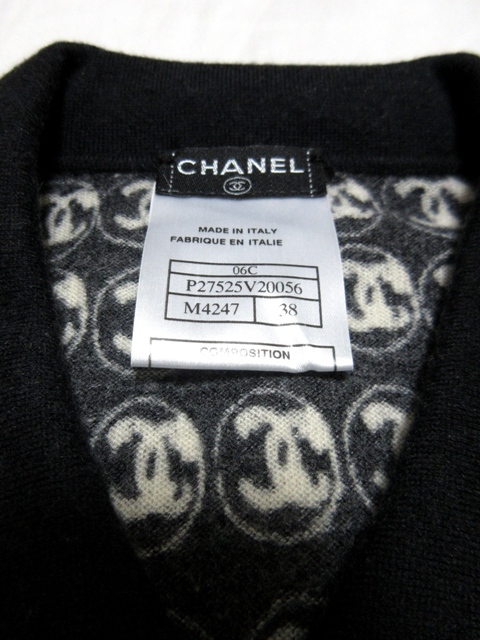 CHANEL
MADE IN ITALY
FABRIQUE EN ITALIE
06C
P27525V20056
M4247 38
COMPOSITION